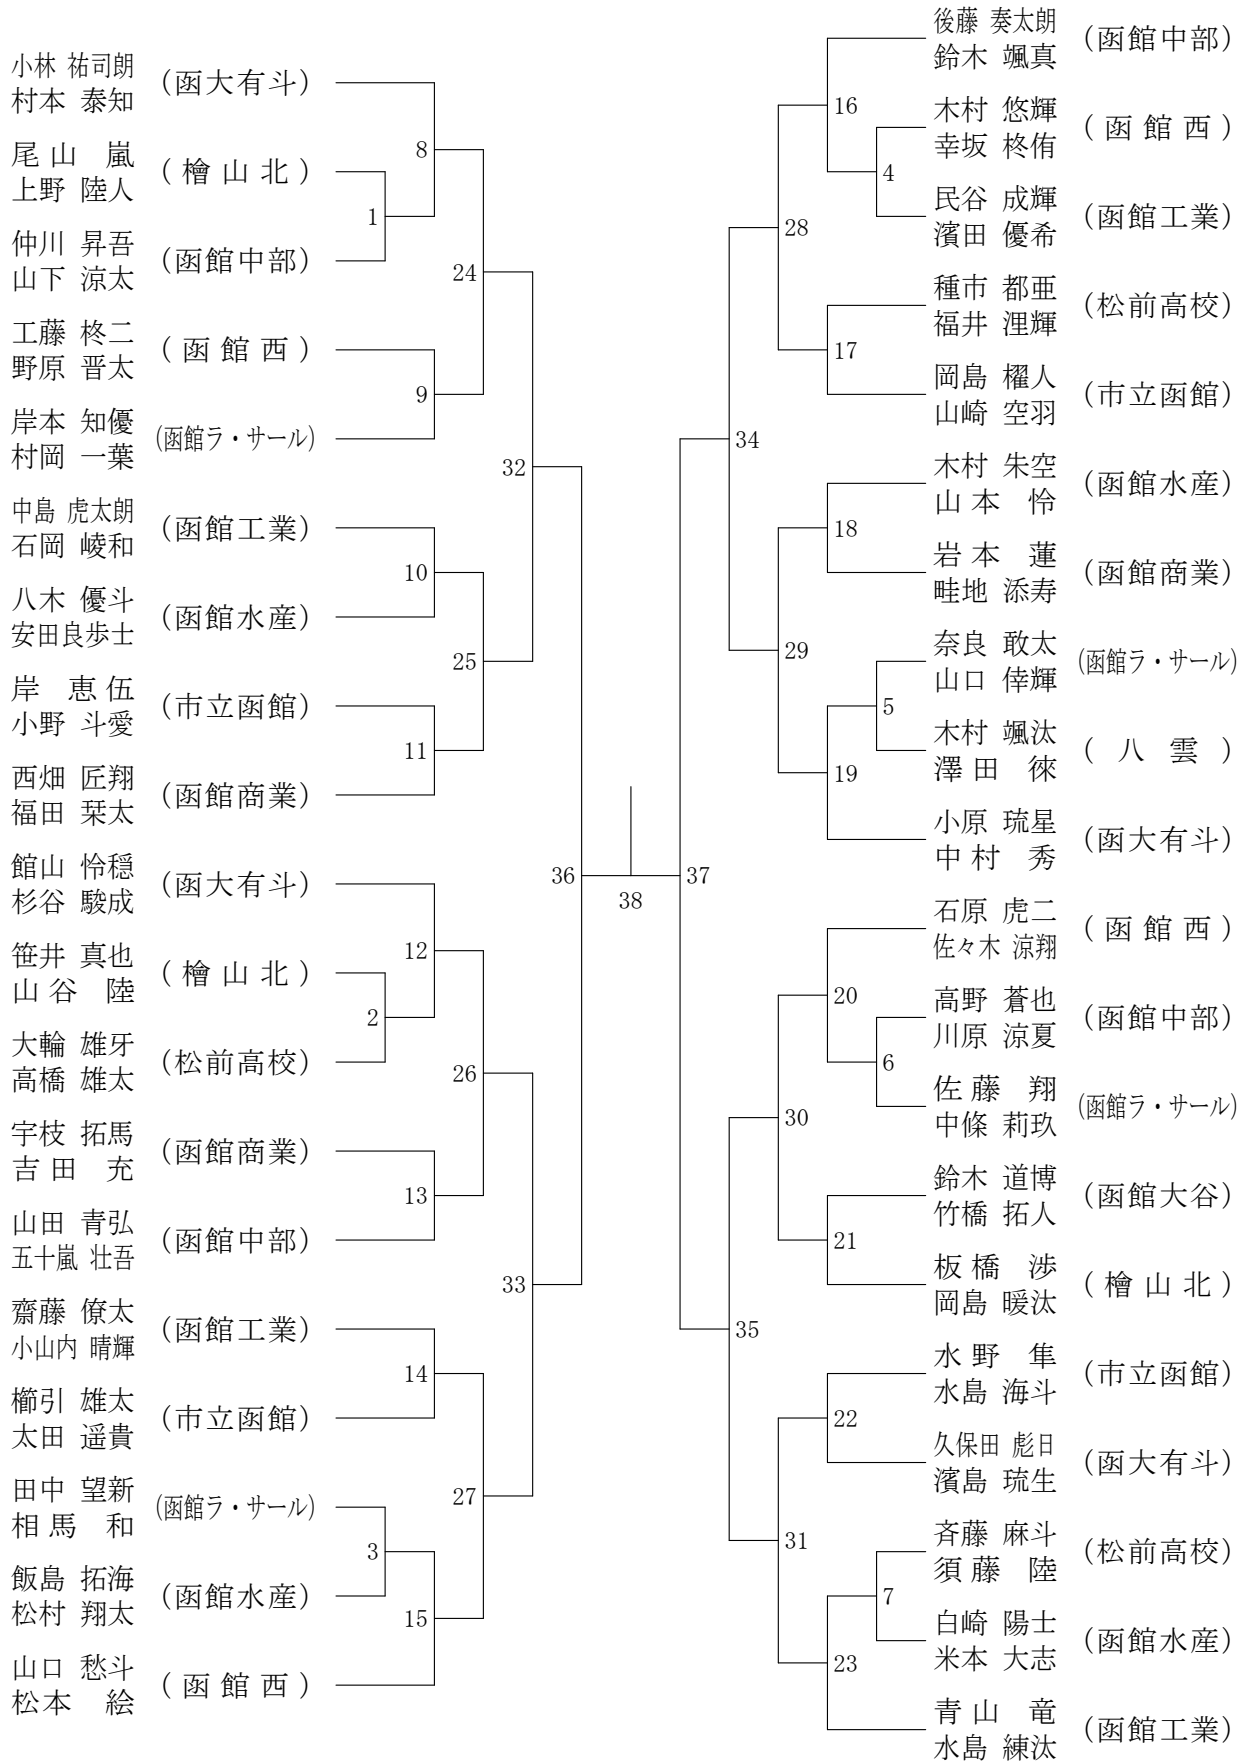 小林 祐司朗
村本 泰知
(函大有斗)
尾山 嵐
上野 陸人
(檜山北)
仲川 昇吾
山下 涼太
(函館中部)
工藤 柊二
野原 晋太
(函館西)
岸本 知優
村岡 一葉
(函館ラ・サール)
中島 虎太朗
石岡 崚和
(函館工業)
八木 優斗
安田良歩士
(函館水産)
岸 恵伍
小野 斗愛
(市立函館)
西畑 匠翔
福田 栞太
(函館商業)
館山 怜穏
杉谷 駿成
(函大有斗)
笹井 真也
山谷 陸
(檜山北)
大輪 雄牙
高橋 雄太
(松前高校)
宇枝 拓馬
吉田 充
(函館商業)
山田 青弘
五十嵐 壮吾
(函館中部)
齋藤 僚太
小山内 晴輝
(函館工業)
櫛引 雄太
太田 遥貴
(市立函館)
田中 望新
相馬 和
(函館ラ・サール)
飯島 拓海
松村 翔太
(函館水産)
山口 愁斗
松本 絵
(函館西)
1
2
3
8
9
10
11
12
13
14
15
24
25
26
27
32
33
36
38
37
34
35
28
29
30
31
16
17
18
19
20
21
22
23
4
5
6
7
後藤 奏太朗
鈴木 颯真
(函館中部)
木村 悠輝
幸坂 柊侑
(函館西)
民谷 成輝
濱田 優希
(函館工業)
種市 都亜
福井 浬輝
(松前高校)
岡島 櫂人
山崎 空羽
(市立函館)
木村 朱空
山本 怜
(函館水産)
岩本 蓮
畦地 添寿
(函館商業)
奈良 敢太
山口 倖輝
(函館ラ・サール)
木村 颯汰
澤田 徠
(八雲)
小原 琉星
中村 秀
(函大有斗)
石原 虎二
佐々木 涼翔
(函館西)
高野 蒼也
川原 涼夏
(函館中部)
佐藤 翔
中條 莉玖
(函館ラ・サール)
鈴木 道博
竹橋 拓人
(函館大谷)
板橋 渉
岡島 暖汰
(檜山北)
水野 隼
水島 海斗
(市立函館)
久保田 彪日
濱島 琉生
(函大有斗)
斉藤 麻斗
須藤 陸
(松前高校)
白崎 陽士
米本 大志
(函館水産)
青山 竜
水島 練汰
(函館工業)